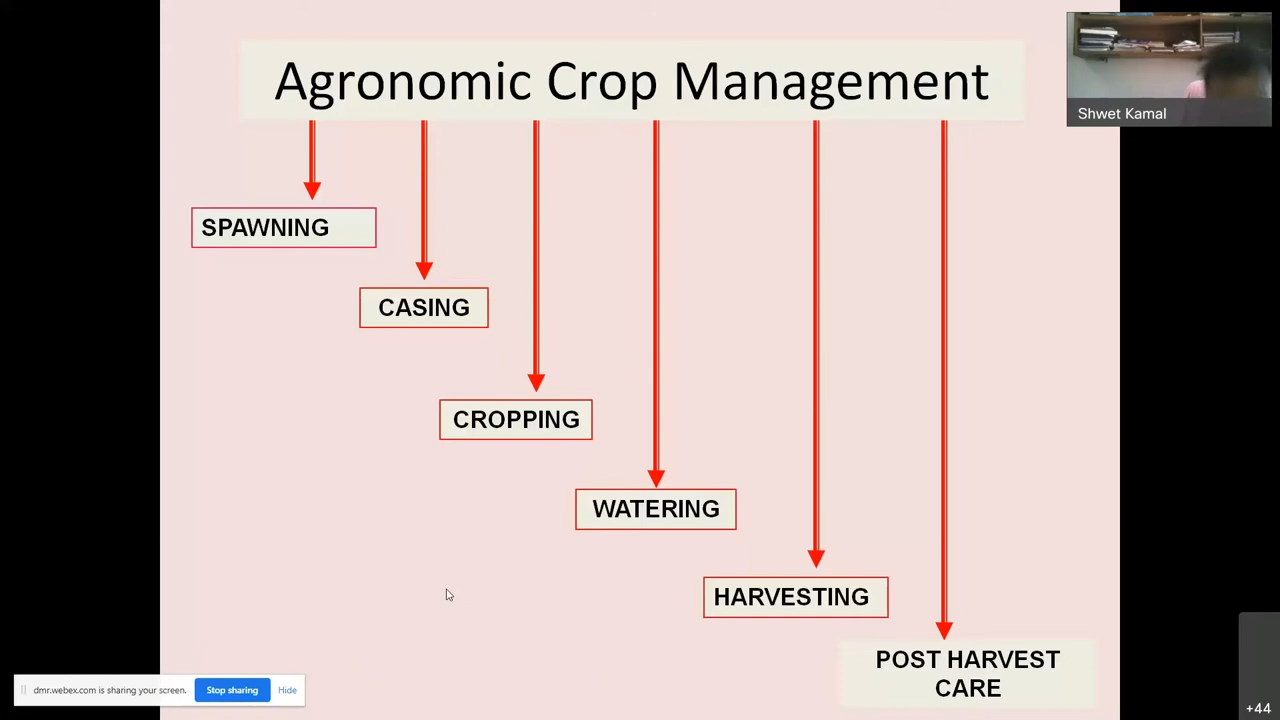 Agronomic Crop Management
Shwet Kamal
SPAWNING
CASING
CROPPING
WATERING
HARVESTING
POST HARVEST
CARE
dmr.webex.com is sharing your screen.
Stop sharing
Hide
+44